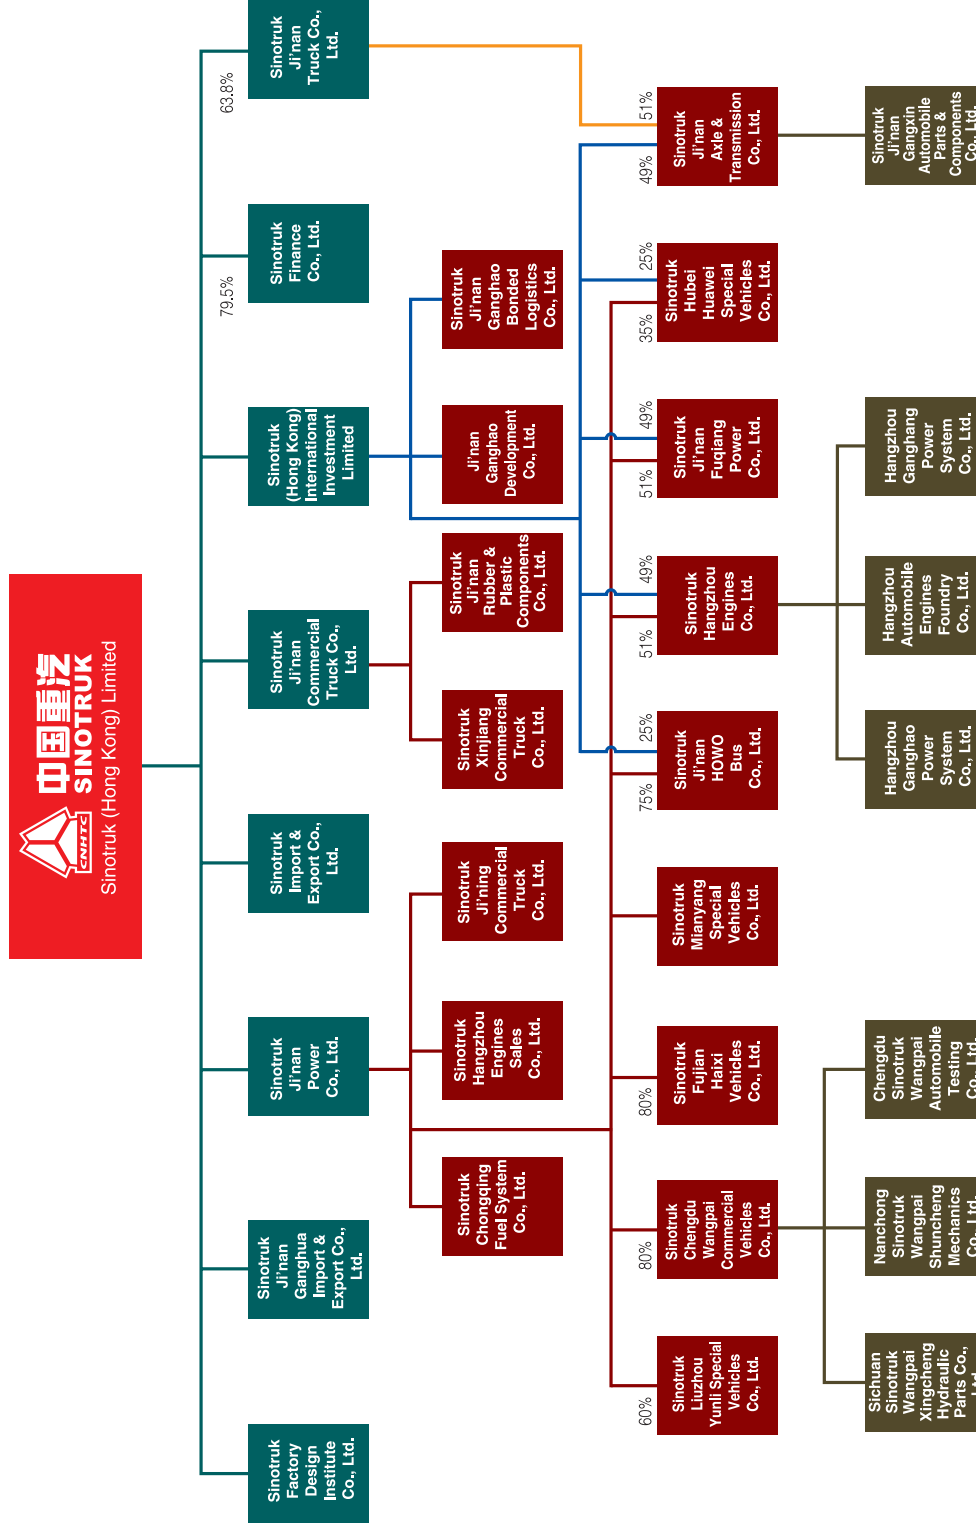 中国重汽
CNHTC
SINOTRUK
Sinotruk (Hong Kong) Limited
Sinotruk
Factory
Design
Institute
Co., Ltd.
Sinotruk
Ji'nan
Ganghua
Import &
Export Co.,
Ltd.
Sinotruk
Ji'nan
Power
Co., Ltd.
Sinotruk
Import &
Export Co.,
Ltd.
Sinotruk
Ji'nan
Commercial
Truck Co.,
Ltd.
Sinotruk
(Hong Kong)
International
Investment
Limited
79.5%
Sinotruk
Finance
Co., Ltd.
63.8%
Sinotruk
Ji'nan
Truck Co.,
Ltd.
Sinotruk
Chongqing
Fuel System
Co., Ltd.
Sinotruk
Hangzhou
Engines
Sales
Co., Ltd.
Sinotruk
Ji'ning
Commercial
Truck
Co., Ltd.
Sinotruk
Xinjiang
Commercial
Truck
Co., Ltd.
Sinotruk
Ji'nan
Rubber &
Plastic
Components
Co., Ltd.
Ji'nan
Ganghao
Development
Co., Ltd.
Sinotruk
Ji'nan
Ganghao
Bonded
Logistics
Co., Ltd.
60%
Sinotruk
Liuzhou
Yunli Special
Vehicles
Co., Ltd.
80%
Sinotruk
Chengdu
Wangpai
Commercial
Vehicles
Co., Ltd.
80%
Sinotruk
Fujian
Haixi
Vehicles
Co., Ltd.
Sinotruk
Mianyang
Special
Vehicles
Co., Ltd.
75% 25%
Sinotruk
Ji'nan
HOWO
Bus
Co., Ltd.
51% 49%
Sinotruk
Hangzhou
Engines
Co., Ltd.
51% 49%
Sinotruk
Ji'nan
Fuqiang
Power
Co., Ltd.
35% 25%
Sinotruk
Hubei
Huawei
Special
Vehicles
Co., Ltd.
49% 51%
Sinotruk
Ji'nan
Axle &
Transmission
Co., Ltd.
Sichuan
Sinotruk
Wangpai
Xingcheng
Hydraulic
Parts Co.,
Ltd.
Nanchong
Sinotruk
Wangpai
Shuncheng
Mechanics
Co., Ltd.
Chengdu
Sinotruk
Wangpai
Automobile
Testing
Co., Ltd.
Hangzhou
Ganghao
Power
System
Co., Ltd.
Hangzhou
Automobile
Engines
Foundry
Co., Ltd.
Hangzhou
Ganghang
Power
System
Co., Ltd.
Sinotruk
Ji'nan
Gangxin
Automobile
Parts &
Components
Co., Ltd.